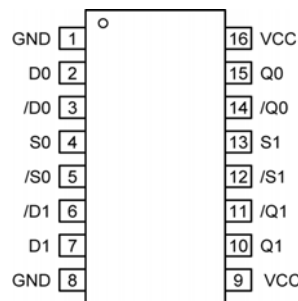 GND 1 16 VCC
D0 2 15 Q0
/D0 3 14 /Q0
S0 4 13 S1
/S0 5 12 /S1
/D1 6 11 /Q1
D1 7 10 Q1
GND 8 9 VCC